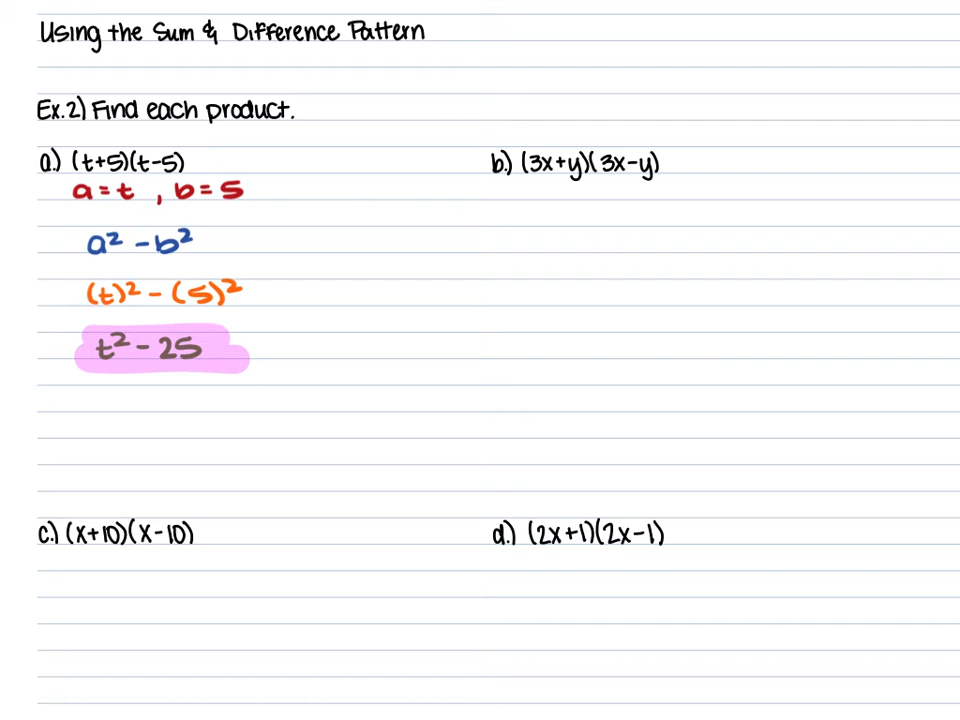 Using the Sum & Difference Pattern
Ex.2) Find each product.
a.) (t+5)(t-5)
a = t , b = 5
a² - b²
(t)² - (5)²
t² - 25
b.) (3x+y)(3x-y)
c.) (x+10)(x-10)
d.) (2x+1)(2x-1)